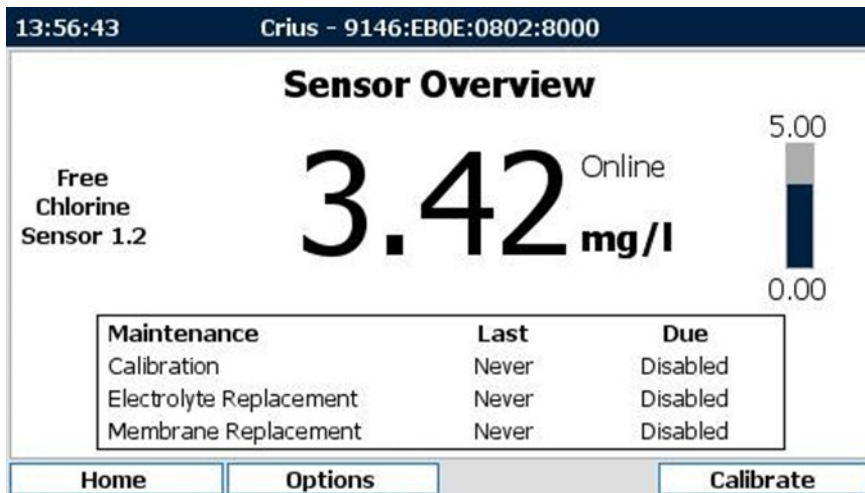 13:56:43 Crius - 9146:EB0E:0802:8000
Sensor Overview
5.00
Free
Chlorine
Sensor 1.2
3.42
Online
mg/l
0.00
Maintenance Last Due
Calibration Never Disabled
Electrolyte Replacement Never Disabled
Membrane Replacement Never Disabled
Home Options Calibrate